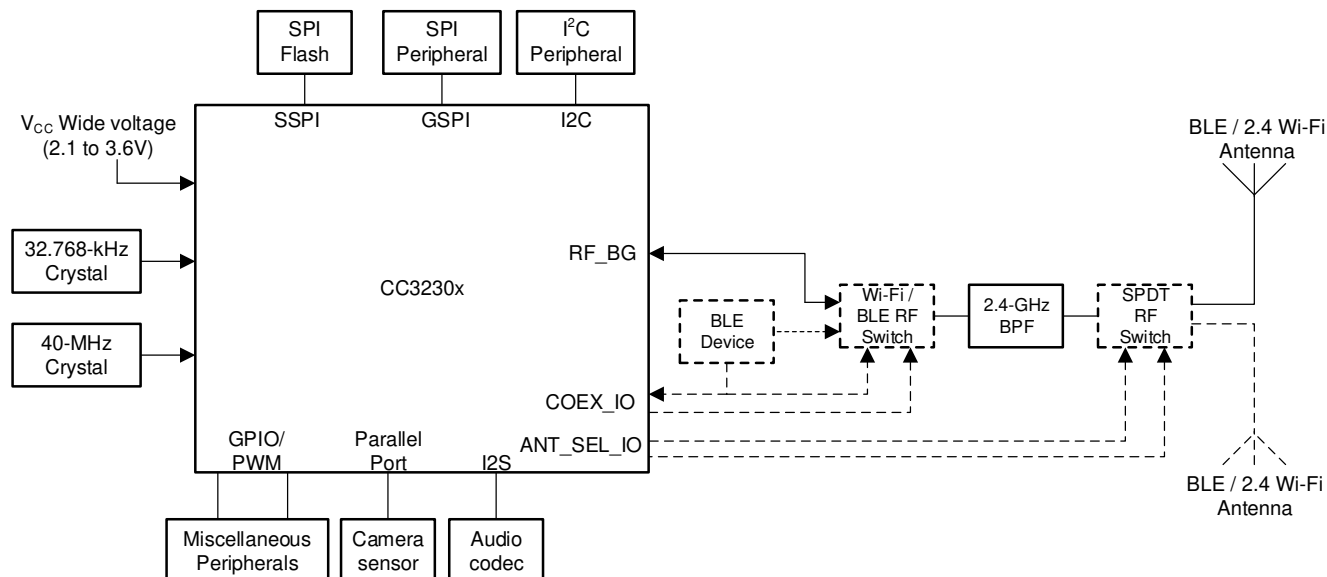 SPI
Flash
SPI
Peripheral
I²C
Peripheral
SSPI
GSPI
I2C
V_CC Wide voltage
(2.1 to 3.6V)
BLE / 2.4 Wi-Fi
Antenna
32.768-kHz
Crystal
RF_BG
CC3230x
BLE
Device
Wi-Fi /
BLE RF
Switch
2.4-GHz
BPF
SPDT
RF
Switch
40-MHz
Crystal
COEX_IO
ANT_SEL_IO
GPIO/
PWM
Parallel
Port
I2S
BLE / 2.4 Wi-Fi
Antenna
Miscellaneous
Peripherals
Camera
sensor
Audio
codec